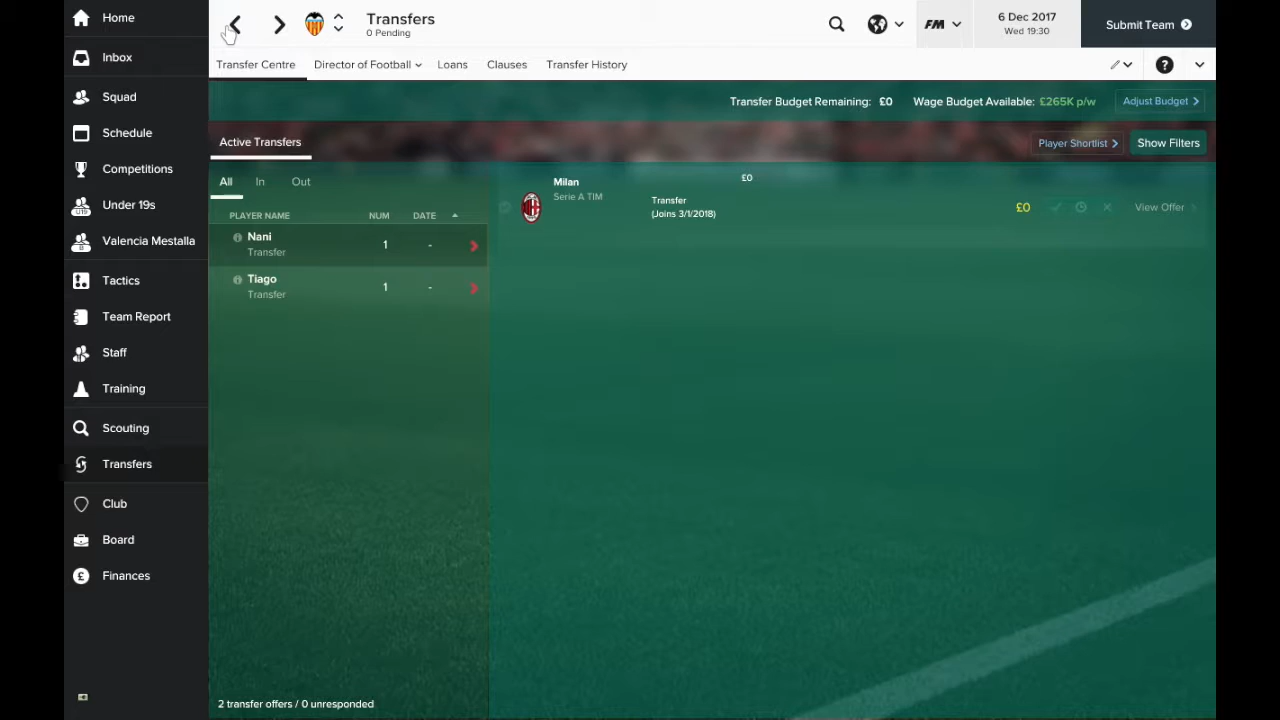 Home
Inbox
Squad
Schedule
Competitions
Under 19s
Valencia Mestalla
Tactics
Team Report
Staff
Training
Scouting
Transfers
Club
Board
Finances
Transfers
0 Pending
FM
6 Dec 2017
Wed 19:30
Submit Team
Transfer Centre
Director of Football
Loans
Clauses
Transfer History
Transfer Budget Remaining: £0
Wage Budget Available: £265K p/w
Adjust Budget
Active Transfers
Player Shortlist
Show Filters
All
In
Out
PLAYER NAME
NUM
DATE
Nani
Transfer
1
-
Tiago
Transfer
1
-
Milan
Serie A TIM
Transfer
(Joins 3/1/2018)
£0
£0
View Offer
2 transfer offers / 0 unresponded